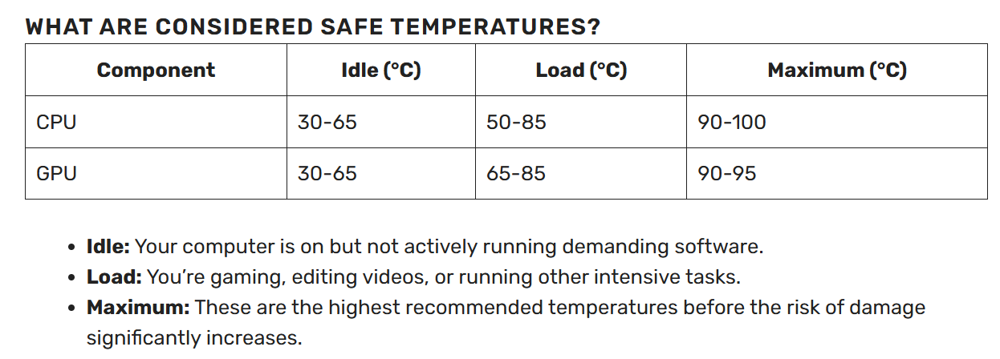 WHAT ARE CONSIDERED SAFE TEMPERATURES?
Component Idle (°C) Load (°C) Maximum (°C)
CPU 30-65 50-85 90-100
GPU 30-65 65-85 90-95
• Idle: Your computer is on but not actively running demanding software.
• Load: You’re gaming, editing videos, or running other intensive tasks.
• Maximum: These are the highest recommended temperatures before the risk of damage
significantly increases.